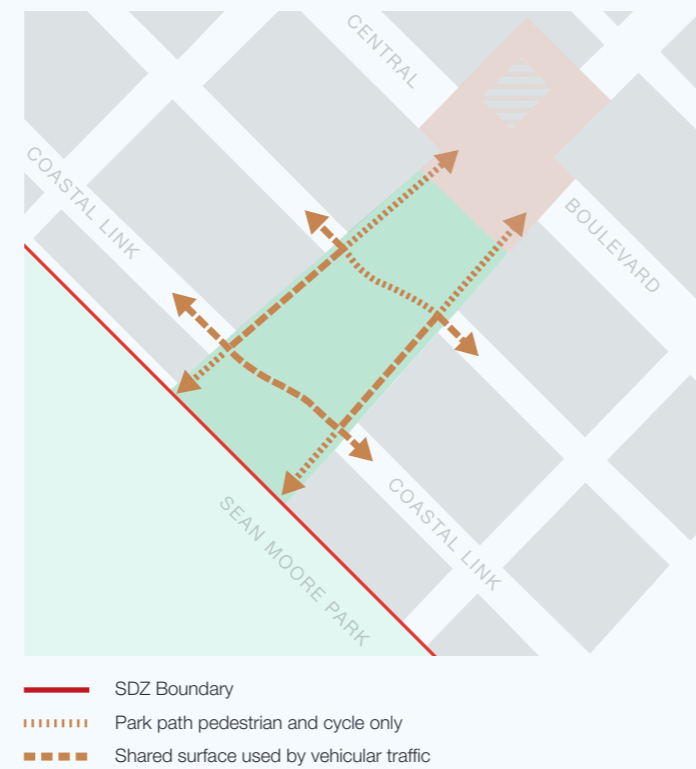 CENTRAL
COASTAL LINK
BOULEVARD
COASTAL LINK
SEAN MOORE PARK
SDZ Boundary
Park path pedestrian and cycle only
Shared surface used by vehicular traffic